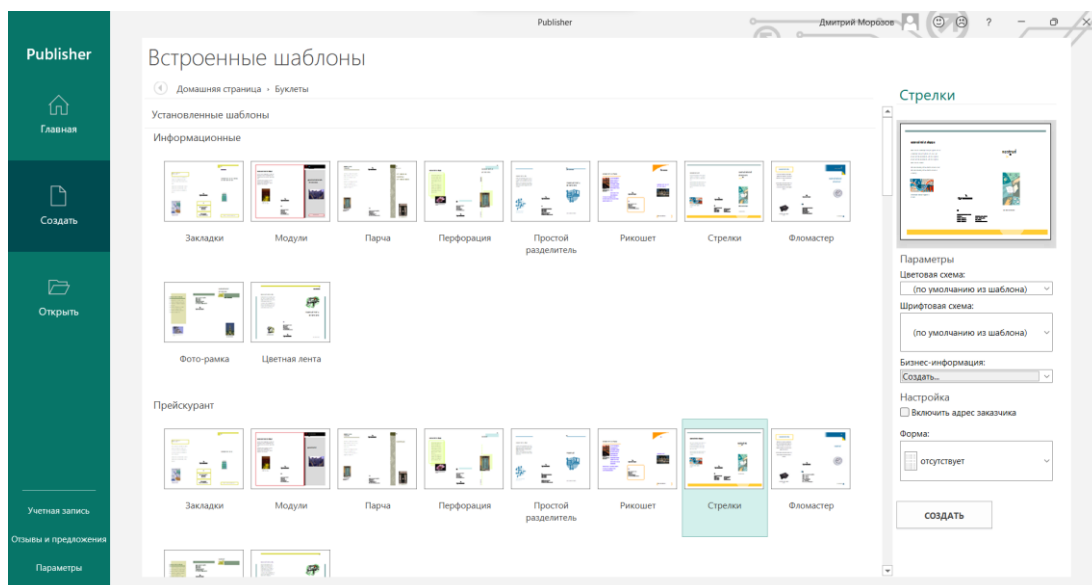 Publisher
Дмитрий Морозов
?
Publisher
Главная
Создать
Открыть
Учетная запись
Отзывы и предложения
Параметры
Встроенные шаблоны
Домашняя страница • Буклеты
Установленные шаблоны
Информационные
Закладки Модули Парча Перфорация Простой разделитель Рикошет Стрелки Фломастер
Фото-рамка Цветная лента
Прейскурант
Закладки Модули Парча Перфорация Простой разделитель Рикошет Стрелки Фломастер
Стрелки
Параметры
Цветовая схема:
(по умолчанию из шаблона)
Шрифтовая схема:
(по умолчанию из шаблона)
Бизнес-информация:
Создать...
Настройка
Включить адрес заказчика
Форма:
отсутствует
СОЗДАТЬ